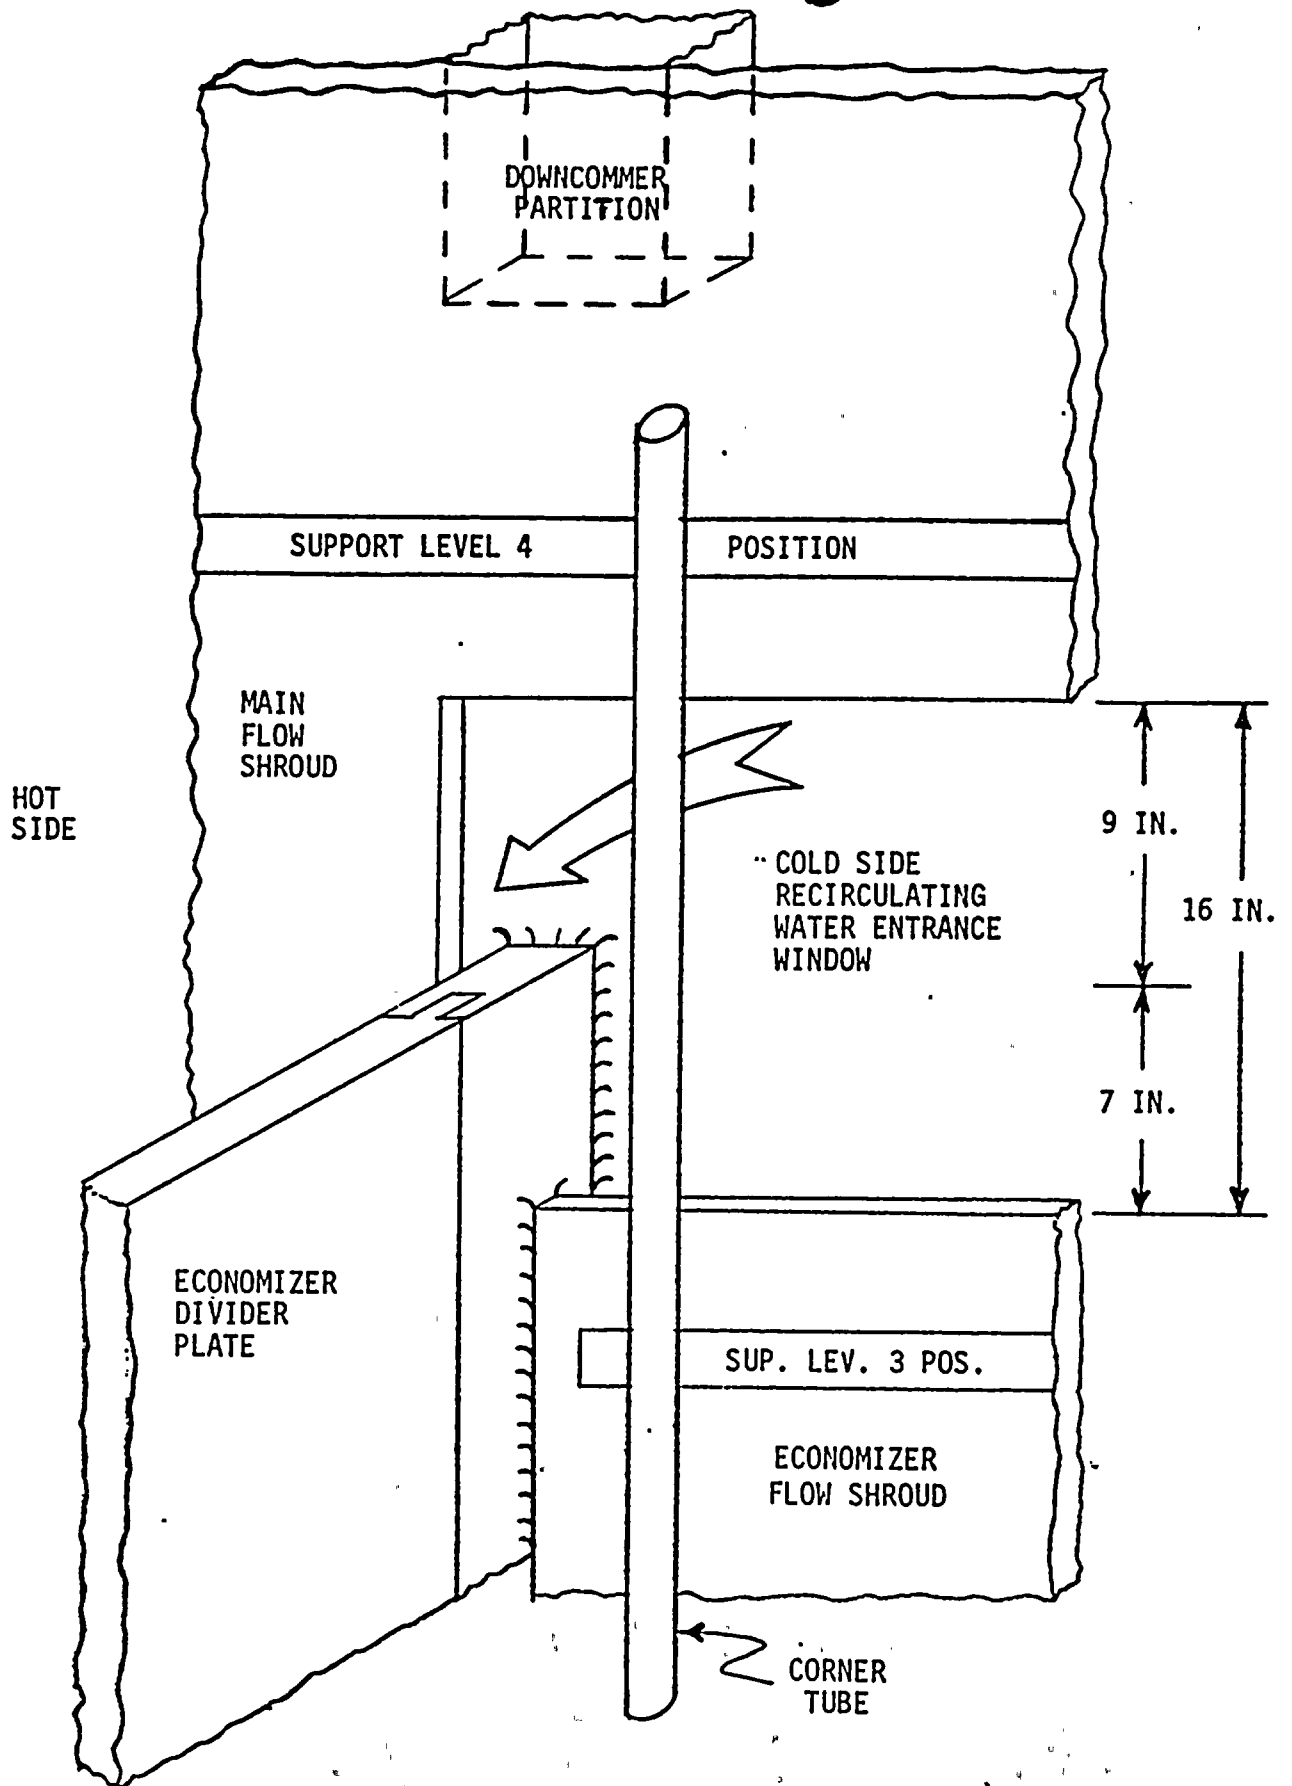 DOWNCOMMER
PARTITION
SUPPORT LEVEL 4 POSITION
MAIN
FLOW
SHROUD
HOT
SIDE
9 IN.
COLD SIDE
RECIRCULATING
WATER ENTRANCE
WINDOW
16 IN.
7 IN.
ECONOMIZER
DIVIDER
PLATE
SUP. LEV. 3 POS.
ECONOMIZER
FLOW SHROUD
CORNER
TUBE